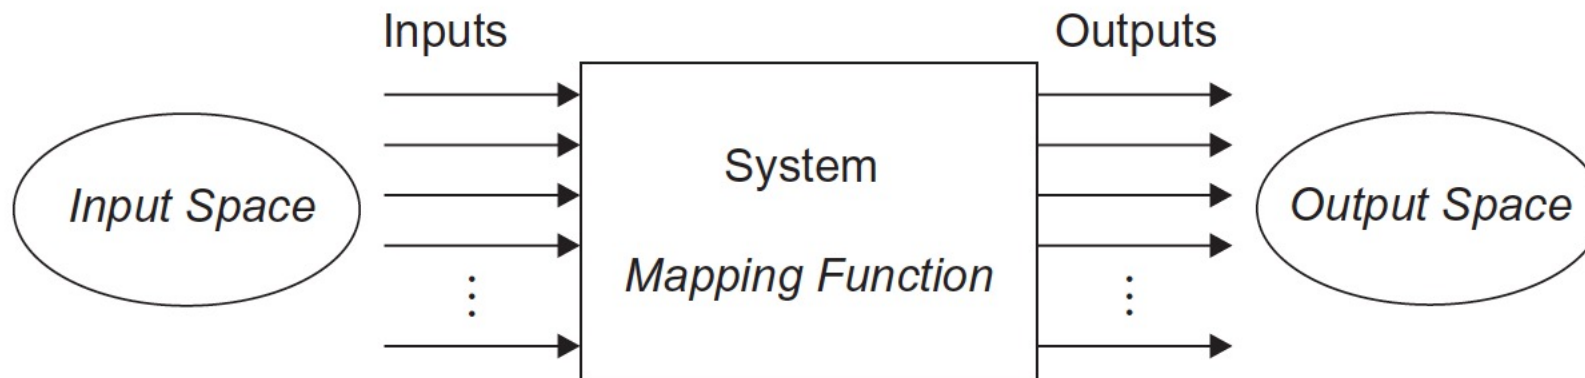 Inputs
Outputs
Input Space
System
Mapping Function
Output Space